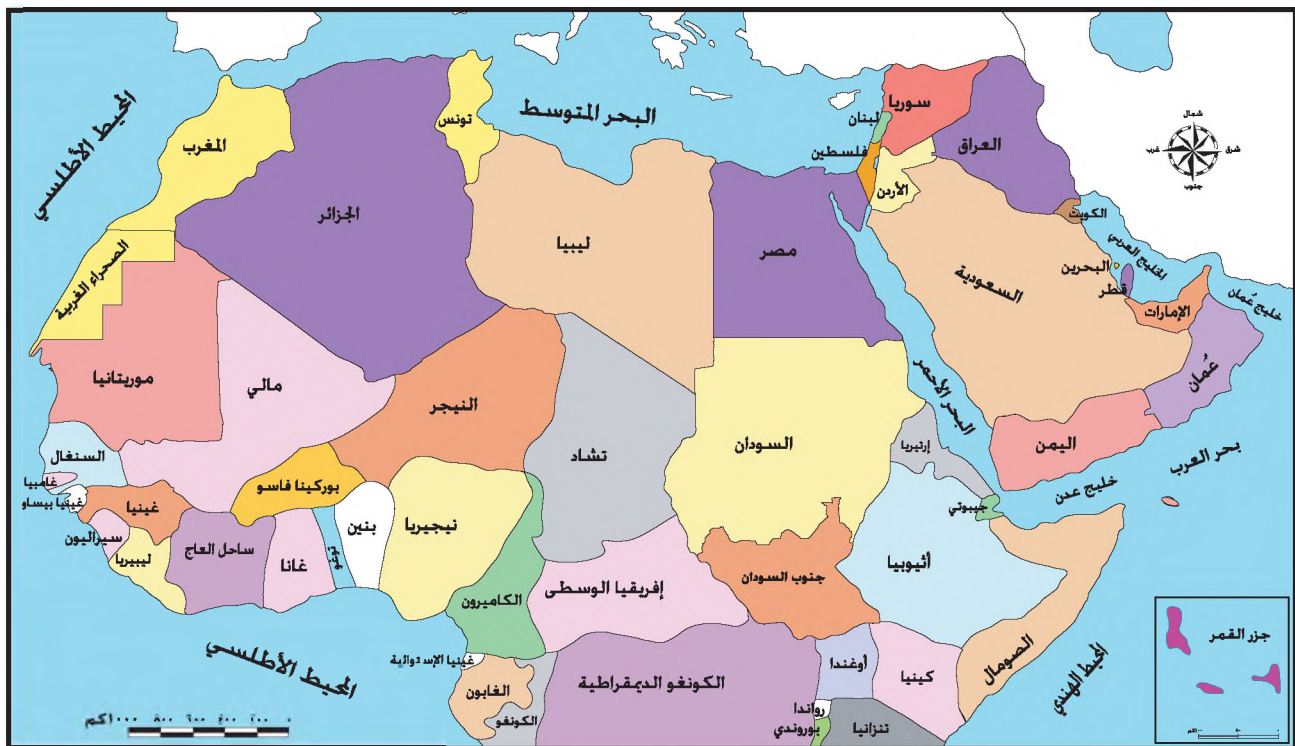 المحيط الأطلسي
البحر المتوسط
شمال
شرق
غرب
جنوب
سوريا
لبنان
فلسطين
العراق
الأردن
الكويت
تونس
المغرب
الجزائر
ليبيا
مصر
السعودية
الخليج العربي
البحرين
قطر
الإمارات
خليج عُمان
عُمان
الصحراء الغربية
موريتانيا
مالي
النيجر
تشاد
السودان
البحر الأحمر
إرتيريا
اليمن
بحر العرب
خليج عدن
جيبوتي
السنغال
غامبيا
غينيا بيساو
غينيا
سيراليون
ليبيريا
ساحل العاج
بوركينا فاسو
غانا
توغو
بنين
نيجيريا
الكاميرون
إفريقيا الوسطى
جنوب السودان
أثيوبيا
الصومال
المحيط الهندي
المحيط الأطلسي
غينيا الإستوائية
الغابون
الكونغو
الكونغو الديمقراطية
أوغندا
كينيا
رواندا
بوروندي
تنزانيا
جزر القمر